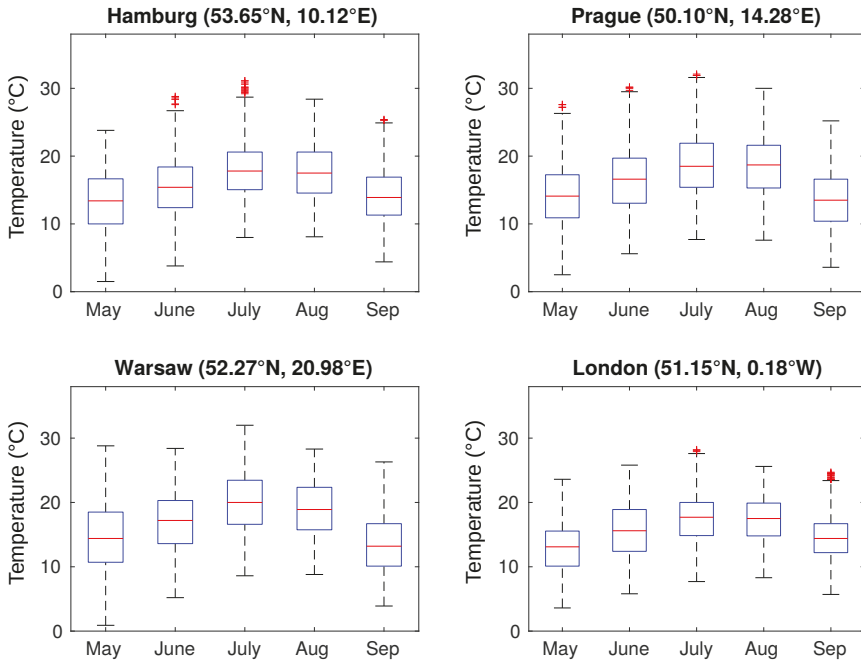 Hamburg (53.65°N, 10.12°E)
Temperature (°C)
30
20
10
0
May June July Aug Sep
Prague (50.10°N, 14.28°E)
Temperature (°C)
30
20
10
0
May June July Aug Sep
Warsaw (52.27°N, 20.98°E)
Temperature (°C)
30
20
10
0
May June July Aug Sep
London (51.15°N, 0.18°W)
Temperature (°C)
30
20
10
0
May June July Aug Sep